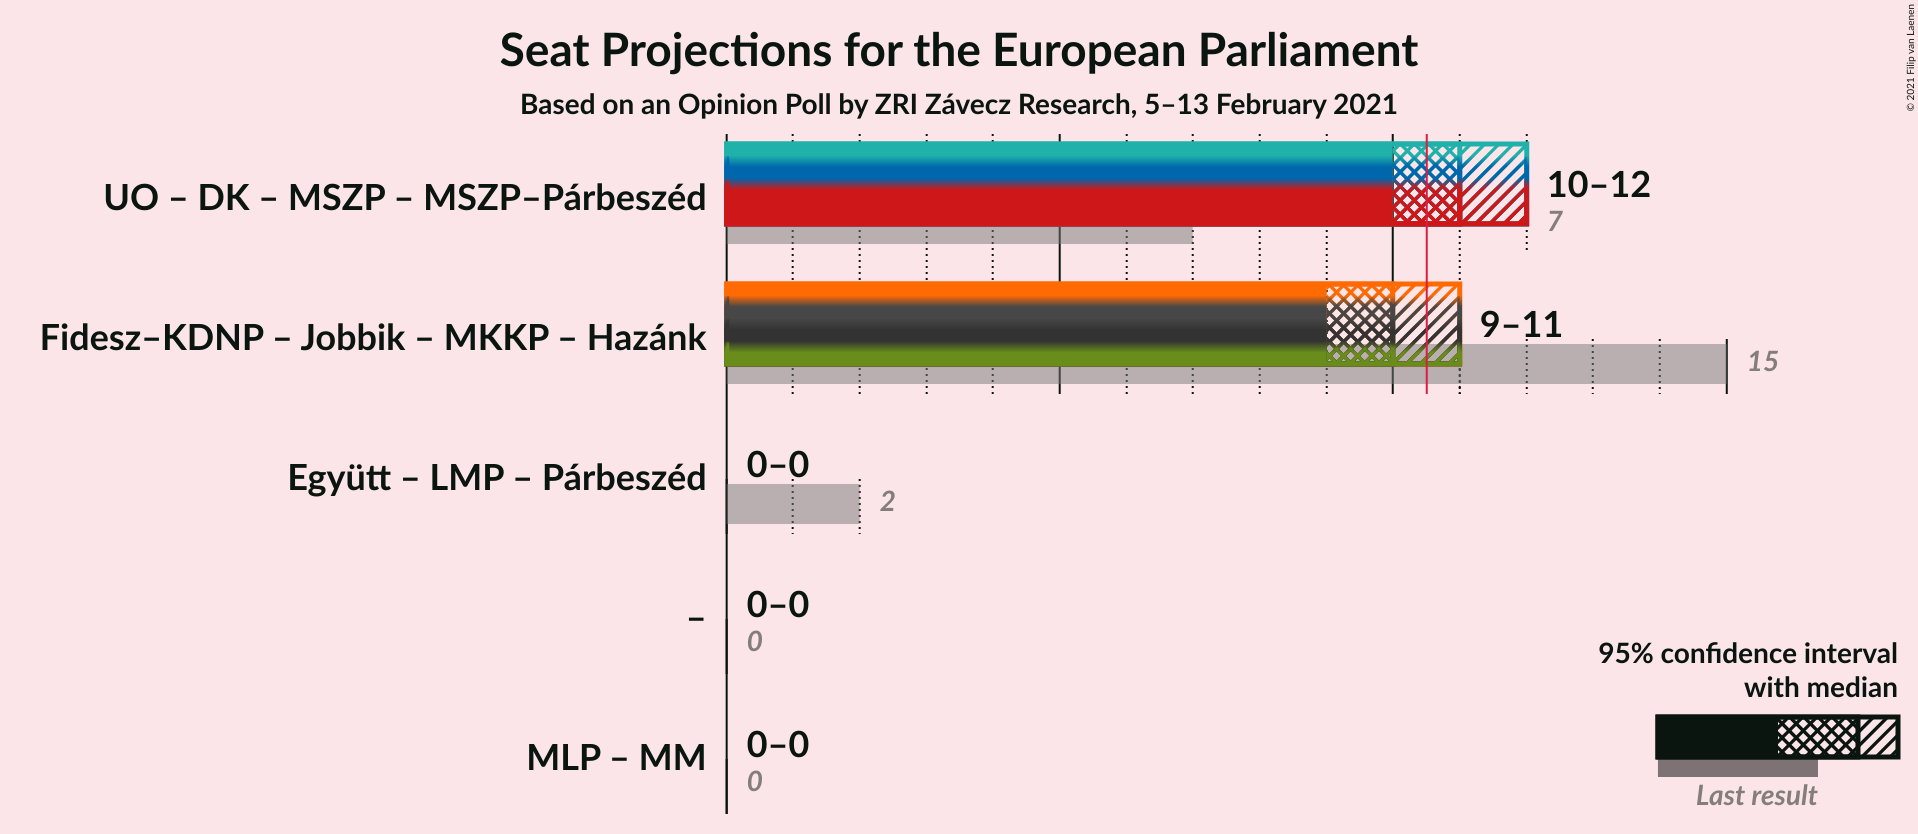 Seat Projections for the European Parliament
Based on an Opinion Poll by ZRI Závecz Research, 5–13 February 2021
© 2021 Filip van Laenen
UO – DK – MSZP – MSZP–Párbeszéd
10–12
7
Fidesz–KDNP – Jobbik – MKKP – Hazánk
9–11
15
Együtt – LMP – Párbeszéd
0–0
2
–
0–0
0
MLP – MM
0–0
0
95% confidence interval
with median
Last result